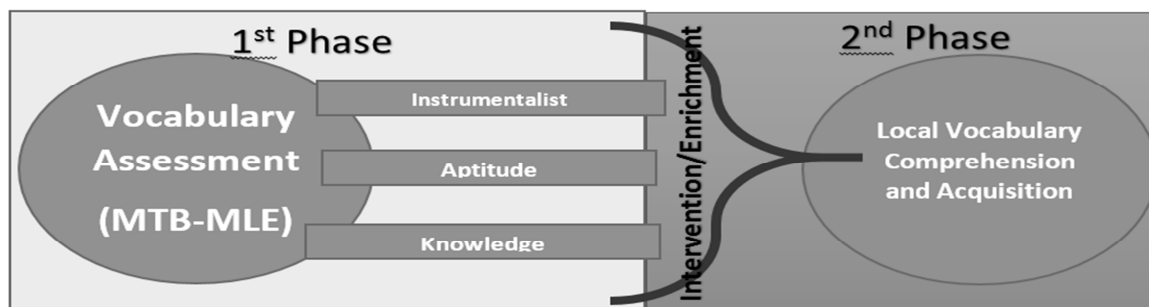 1st Phase
Vocabulary
Assessment
(MTB-MLE)
Instrumentalist
Aptitude
Knowledge
Intervention/Enrichment
2nd Phase
Local Vocabulary
Comprehension
and Acquisition